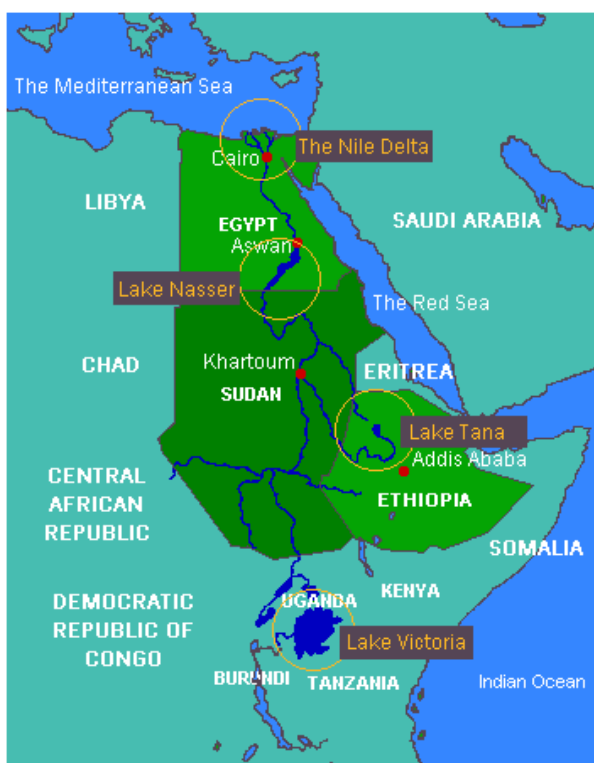 The Mediterranean Sea
The Nile Delta
Cairo
LIBYA
SAUDI ARABIA
EGYPT
Aswan
Lake Nasser
The Red Sea
CHAD
Khartoum
ERITREA
SUDAN
Lake Tana
Addis Ababa
CENTRAL
AFRICAN
REPUBLIC
ETHIOPIA
SOMALIA
KENYA
DEMOCRATIC
REPUBLIC OF
CONGO
UGANDA
Lake Victoria
BURUNDI
TANZANIA
Indian Ocean